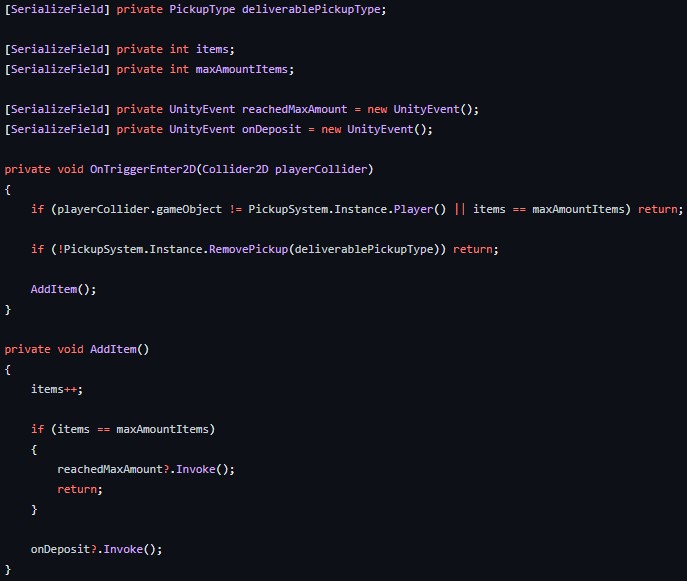 [SerializeField] private PickupType deliverablePickupType;
[SerializeField] private int items;
[SerializeField] private int maxAmountItems;
[SerializeField] private UnityEvent reachedMaxAmount = new UnityEvent();
[SerializeField] private UnityEvent onDeposit = new UnityEvent();
private void OnTriggerEnter2D(Collider2D playerCollider)
{
if (playerCollider.gameObject != PickupSystem.Instance.Player() || items == maxAmountItems) return;
if (!PickupSystem.Instance.RemovePickup(deliverablePickupType)) return;
AddItem();
}
private void AddItem()
{
items++;
if (items == maxAmountItems)
{
reachedMaxAmount?.Invoke();
return;
}
onDeposit?.Invoke();
}